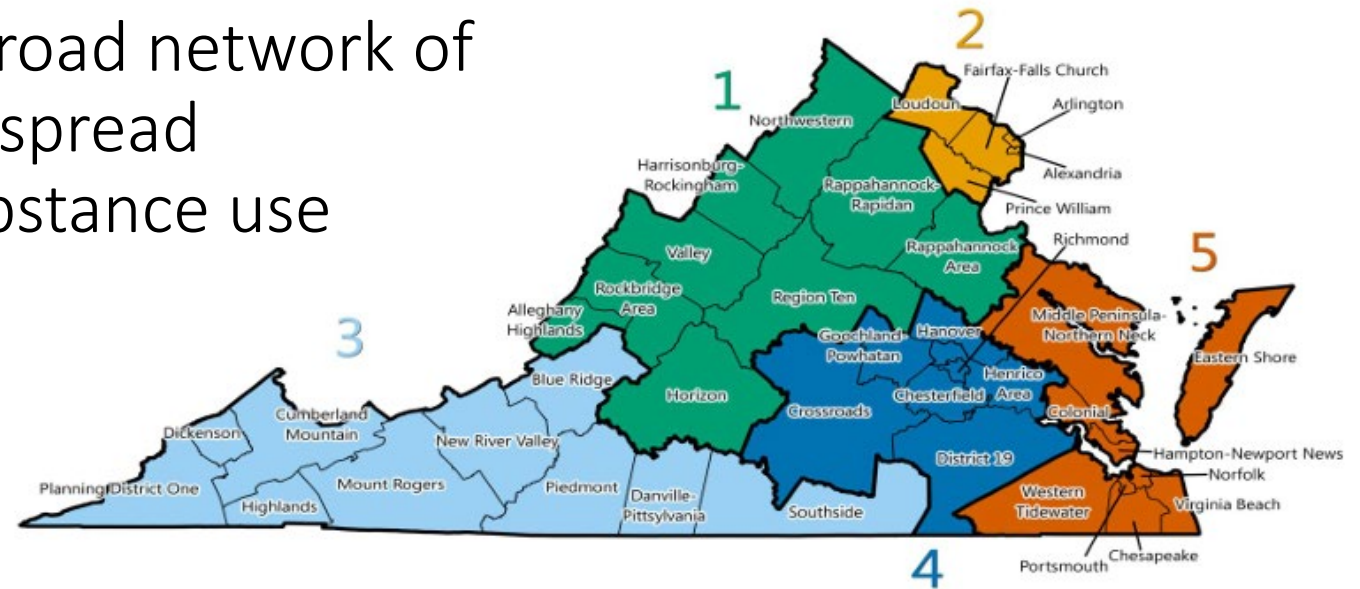 road network of
spread
ostance use
1
2
3
4
5
Fairfax-Falls Church
Loudoun
Arlington
Northwestern
Alexandria
Harrisonburg-
Rockingham
Rappahannock-
Rapidan
Prince William
Richmond
Valley
Rappahannock
Area
Rockbridge
Area
Region Ten
Alleghany
Highlands
Middle Peninsula-
Northern Neck
Goochland-
Powhatan
Hanover
Eastern Shore
Blue Ridge
Henrico
Area
Horizon
Chesterfield
Crossroads
Colonial
Cumberland
Mountain
Dickenson
New River Valley
Hampton-Newport News
District 19
Norfolk
Planning District One
Mount Rogers
Piedmont
Highlands
Danville-
Pittsylvania
Southside
Western
Tidewater
Virginia Beach
Chesapeake
Portsmouth